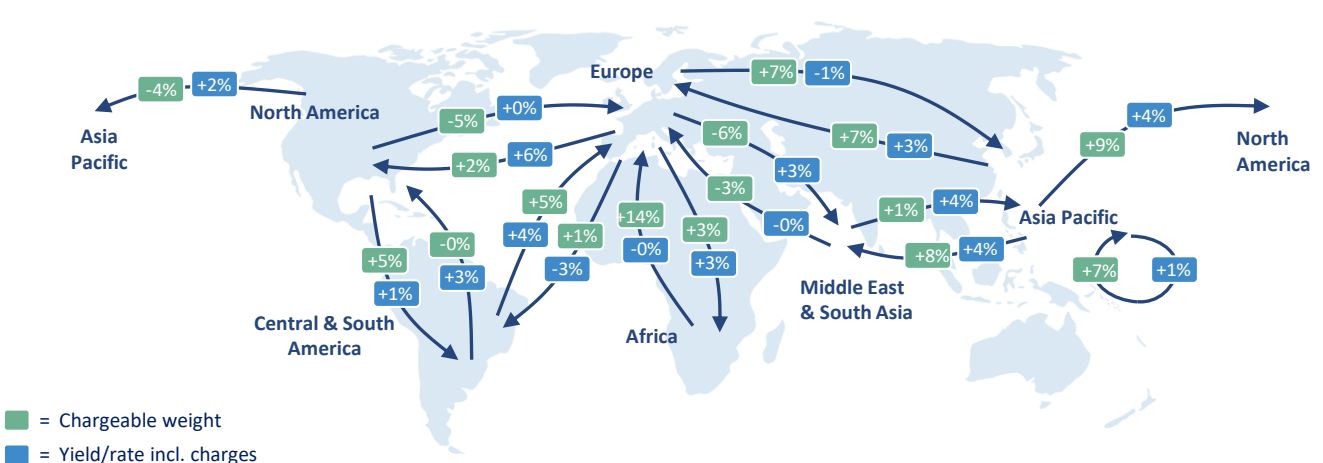 Europe
+7%
-1%
-4%
+2%
North America
Asia
Pacific
-5%
+0%
+2%
+6%
-6%
+3%
+7%
+3%
+9%
+4%
North
America
-3%
-0%
+1%
+4%
Asia Pacific
+8%
+4%
+7%
+1%
Middle East
& South Asia
+5%
+4%
+1%
-3%
+14%
-0%
+3%
+3%
-0%
+3%
+5%
+1%
Central & South
America
Africa
= Chargeable weight
= Yield/rate incl. charges